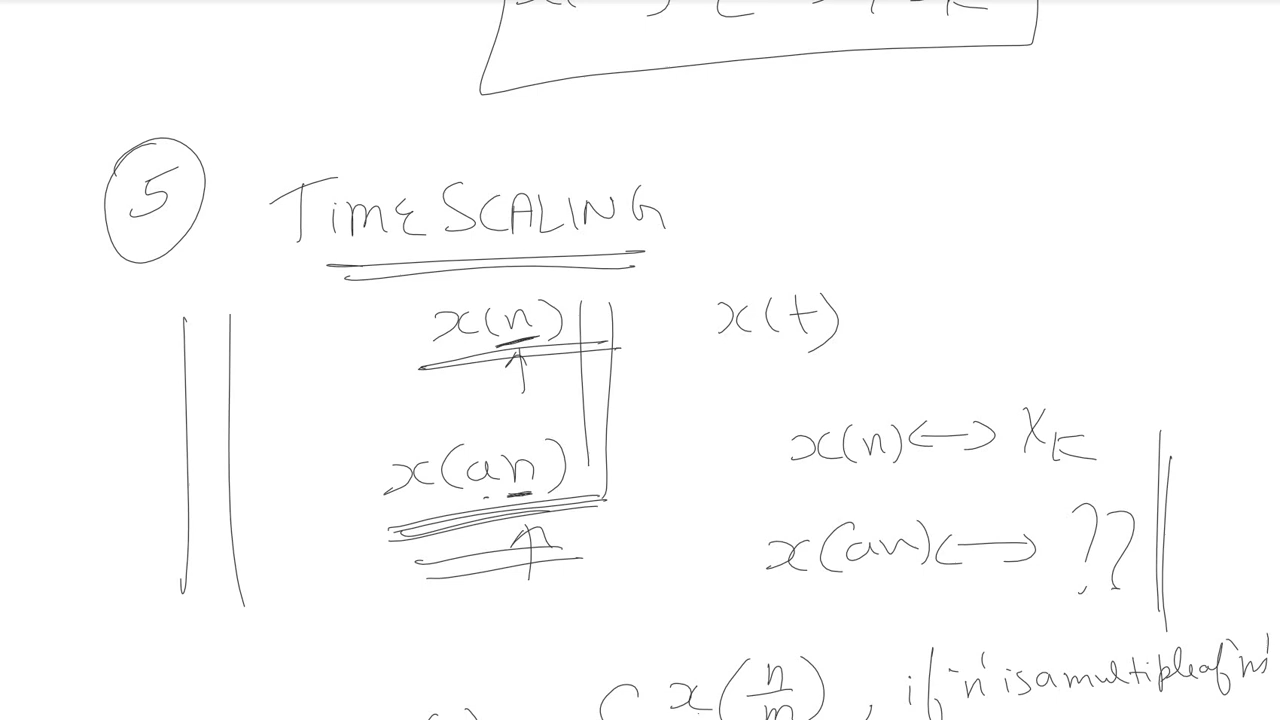 5 TIME SCALING
x(n) x(t)
x(n) ↔ X_K
x(an)
x(an) ↔ ??
x(n/m), if 'n' is a multiple of 'm'